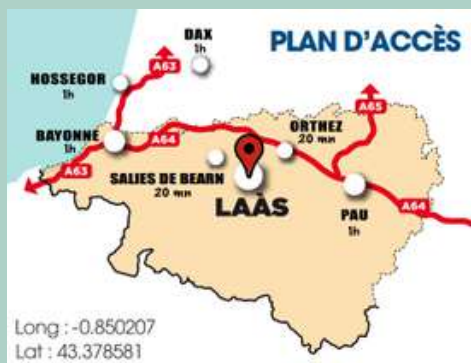 PLAN D'ACCÈS
DAX
1h
A63
HOSSEGOR
1h
A65
BAYONNE
1h
A64
ORTHEZ
20 mn
A63
SALIES DE BEARN
20 mn
LAÀS
PAU
1h
A64
Long : -0.850207
Lat : 43.378581